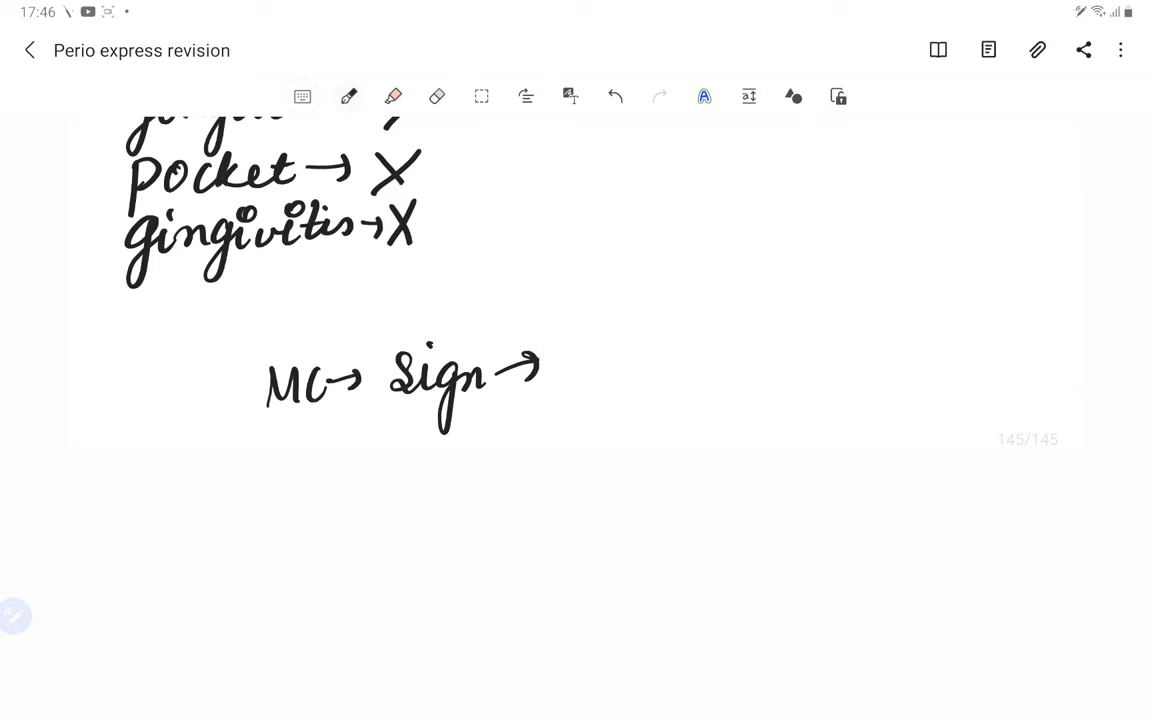 17:46
Perio express revision
pocket → X
gingivitis → X
MC → Sign →
145/145